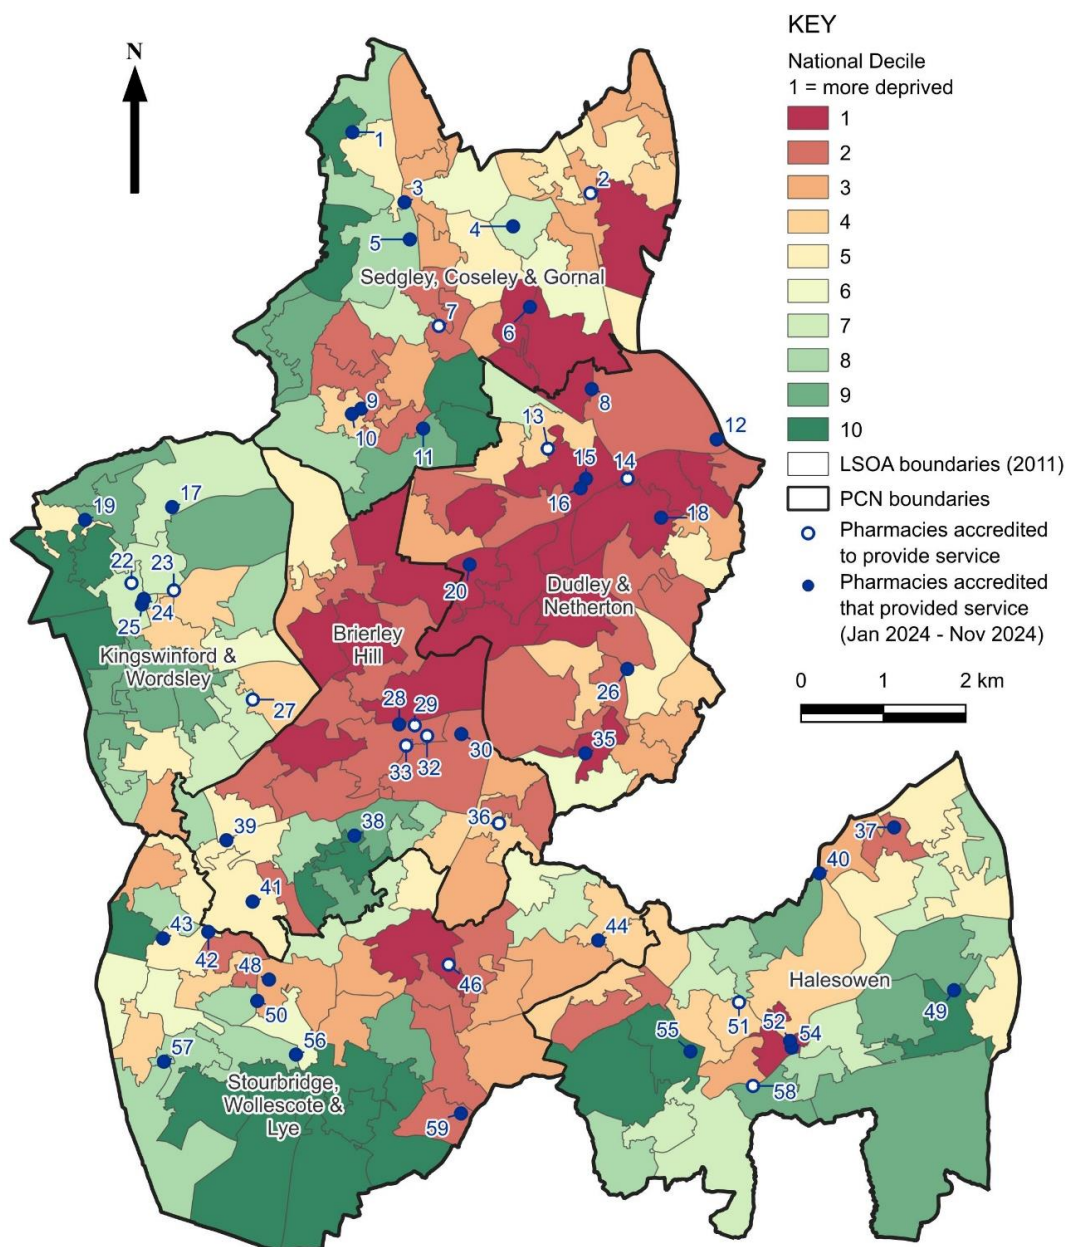 KEY
National Decile
1 = more deprived
1
2
3
4
5
6
7
8
9
10
LSOA boundaries (2011)
PCN boundaries
Pharmacies accredited
to provide service
Pharmacies accredited
that provided service
(Jan 2024 - Nov 2024)
0 1 2 km
N
1
2
3
4
5
Sedgley, Coseley & Gornal
7
6
8
9
10
11
12
13
14
15
16
17
18
19
20
22
23
24
25
Dudley &
Netherton
Brierley
Hill
Kingswinford &
Wordsley
26
27
28
29
30
32
33
35
36
37
38
39
40
41
42
43
44
46
48
49
50
Halesowen
51
52
54
55
56
57
58
Stourbridge,
Wollescote &
Lye
59